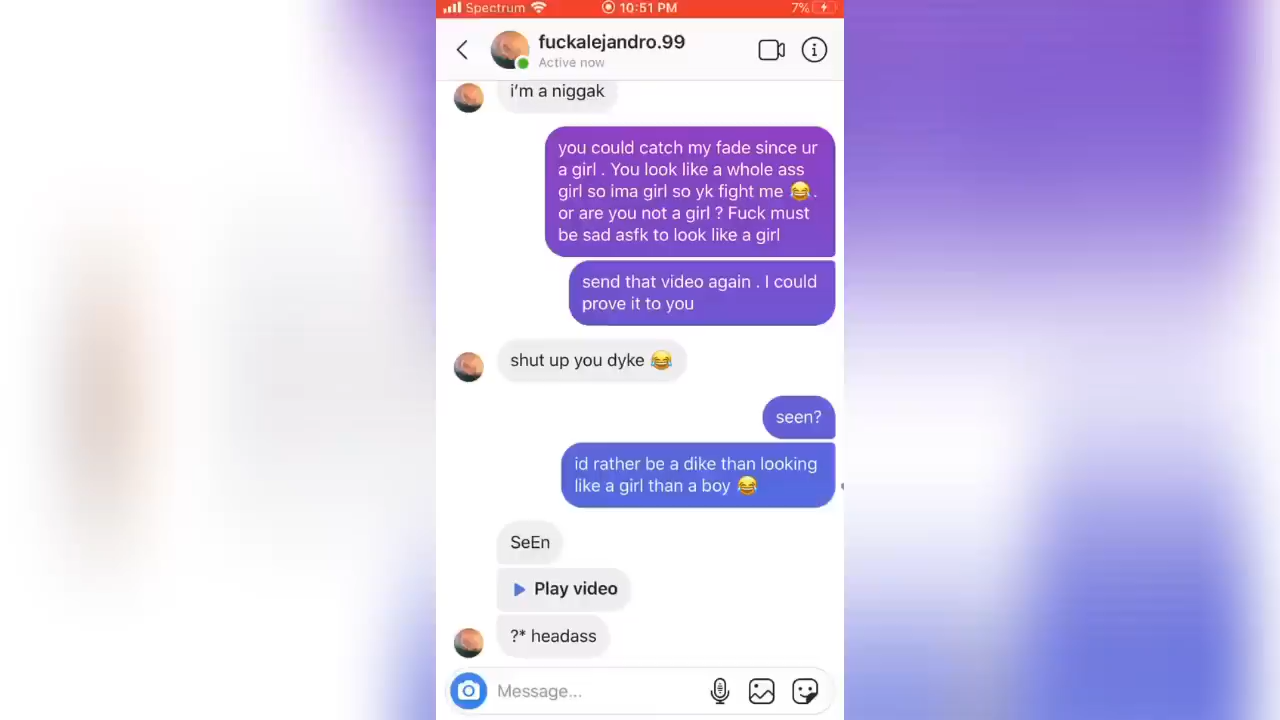 Spectrum 10:51 PM 7%
fuckalejandro.99
Active now
i'm a niggak
you could catch my fade since ur
a girl . You look like a whole ass
girl so ima girl so yk fight me 😂 .
or are you not a girl ? Fuck must
be sad asfk to look like a girl
send that video again . I could
prove it to you
shut up you dyke 😂
seen?
id rather be a dike than looking
like a girl than a boy 😂
SeEn
Play video
?* headass
Message...